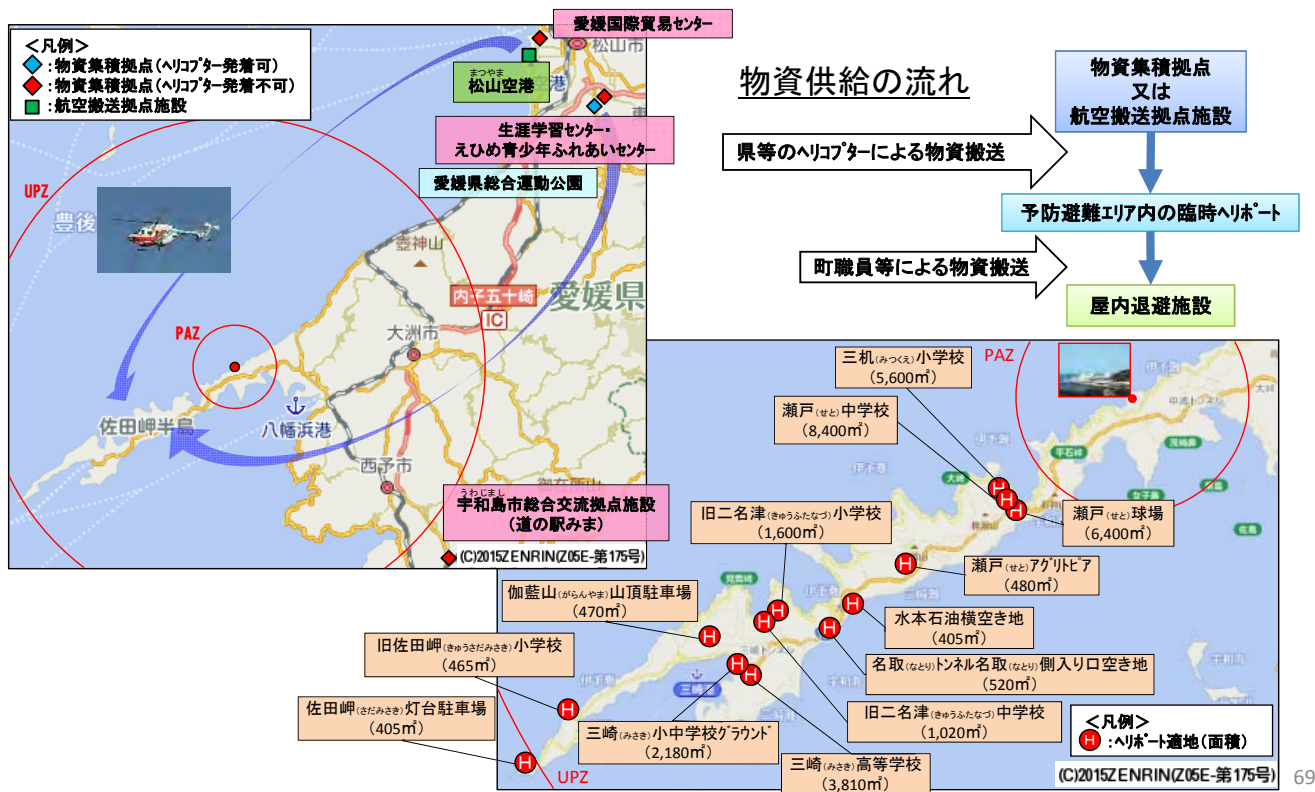 <凡例>
:物資集積拠点(ヘリコプター発着可)
:物資集積拠点(ヘリコプター発着不可)
:航空搬送拠点施設
愛媛国際貿易センター
松山市
まつやま
松山空港
空港
生涯学習センター・
えひめ青少年ふれあいセンター
愛媛県総合運動公園
UPZ
豊後
壺神山
内子五十崎
IC
愛媛県
PAZ
大洲市
佐田岬半島
八幡浜港
西予市
うわじまし
宇和島市総合交流拠点施設
(道の駅みま)
(C)2015ZENRIN(Z05E-第175号)
物資供給の流れ
物資集積拠点
又は
航空搬送拠点施設
県等のヘリコプターによる物資搬送
予防避難エリア内の臨時ヘリポート
町職員等による物資搬送
屋内退避施設
三机(みつくえ)小学校
(5,600㎡)
PAZ
瀬戸(せと)中学校
(8,400㎡)
旧二名津(きゅうふたなづ)小学校
(1,600㎡)
瀬戸(せと)球場
(6,400㎡)
瀬戸(せと)アグリトピア
(480㎡)
伽藍山(がらんやま)山頂駐車場
(470㎡)
水本石油横空き地
(405㎡)
旧佐田岬(きゅうさだみさき)小学校
(465㎡)
名取(なとり)トンネル名取(なとり)側入り口空き地
(520㎡)
佐田岬(さだみさき)灯台駐車場
(405㎡)
三崎(みさき)小中学校グラウンド
(2,180㎡)
旧二名津(きゅうふたなづ)中学校
(1,020㎡)
三崎(みさき)高等学校
(3,810㎡)
三崎港
UPZ
<凡例>
H:ヘリポート適地(面積)
(C)2015ZENRIN(Z05E-第175号)
69